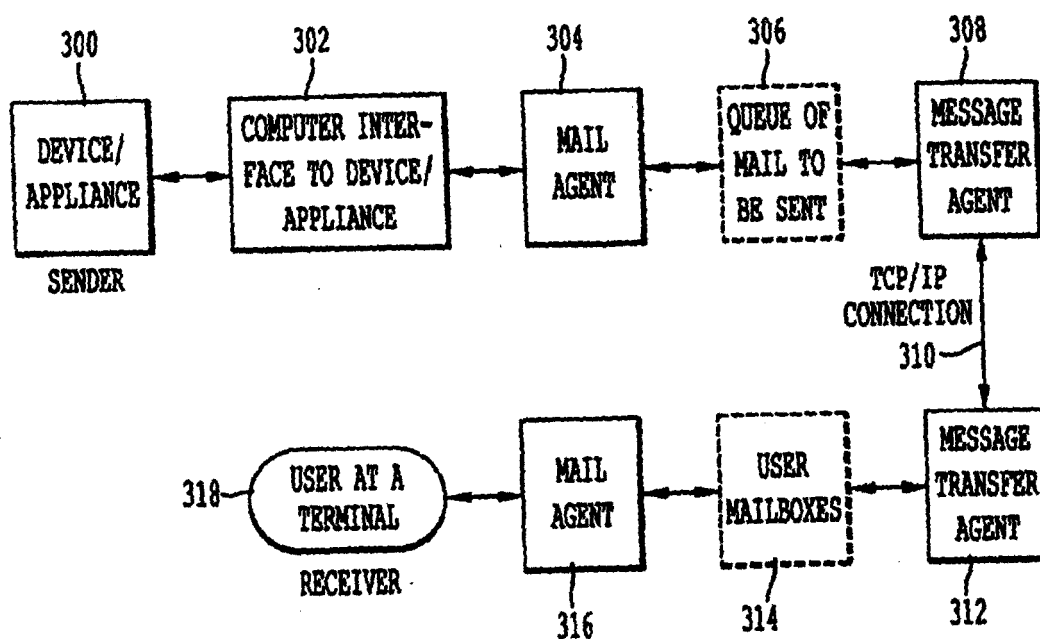 300
302
304
306
308
DEVICE/
APPLIANCE
COMPUTER INTER-
FACE TO DEVICE/
APPLIANCE
MAIL
AGENT
QUEUE OF
MAIL TO
BE SENT
MESSAGE
TRANSFER
AGENT
SENDER
TCP/IP
CONNECTION
310
318
USER AT A
TERMINAL
MAIL
AGENT
USER
MAILBOXES
MESSAGE
TRANSFER
AGENT
RECEIVER
316
314
312